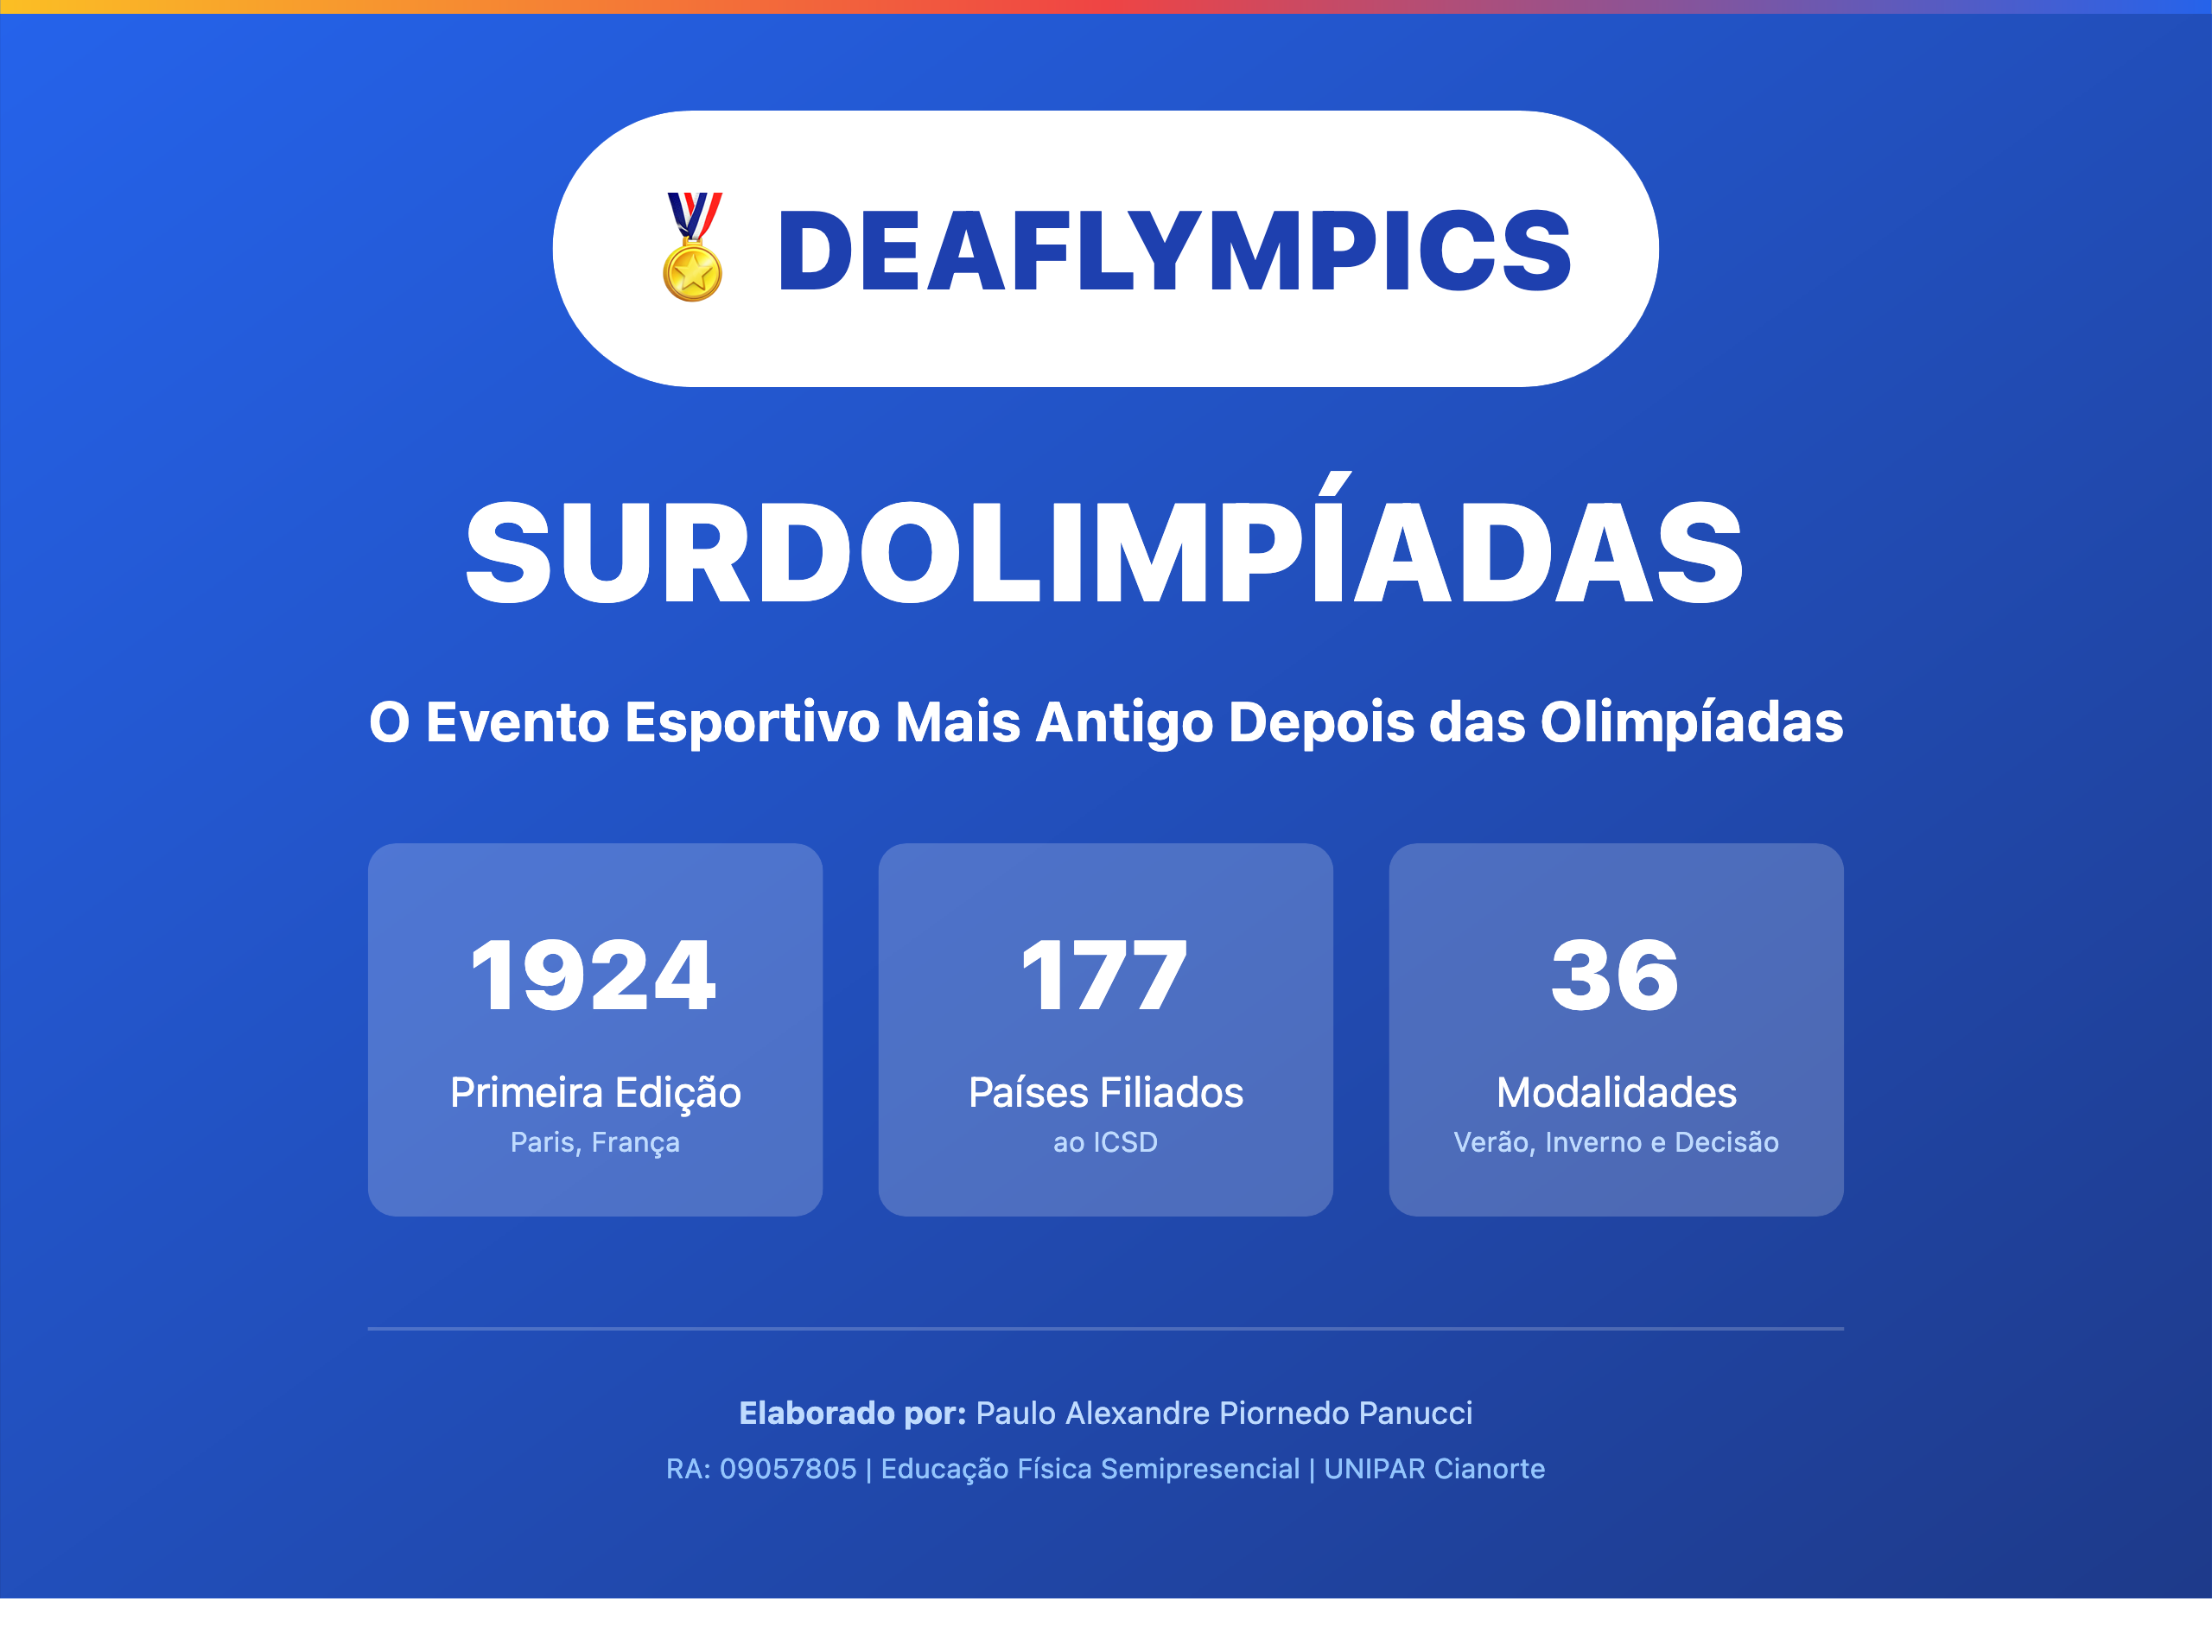 DEAFLYMPICS
SURDOLIMPÍADAS
O Evento Esportivo Mais Antigo Depois das Olimpíadas
1924
Primeira Edição
Paris, França
177
Países Filiados
ao ICSD
36
Modalidades
Verão, Inverno e Decisão
Elaborado por: Paulo Alexandre Piornedo Panucci
RA: 09057805 | Educação Física Semipresencial | UNIPAR Cianorte